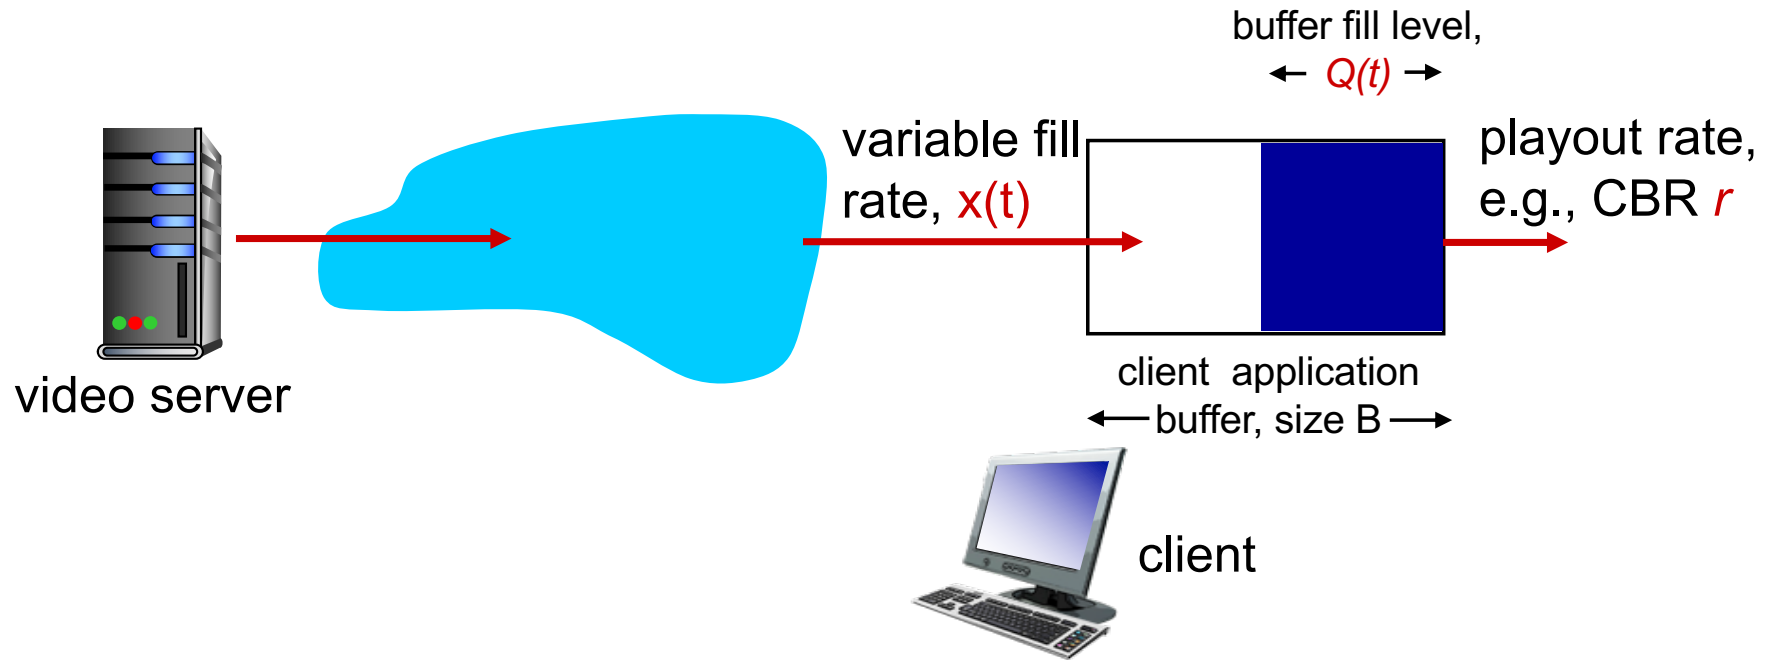 buffer fill level,
Q(t)
variable fill
rate, x(t)
playout rate,
e.g., CBR r
video server
client application
buffer, size B
client